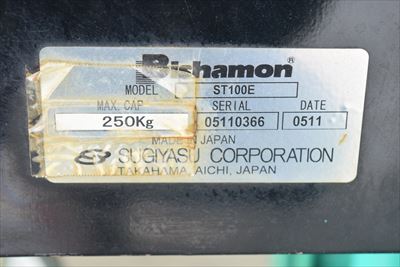 Bishamon®
MODEL ST100E
MAX. CAP SERIAL DATE
250Kg 05110366 0511
MADE IN JAPAN
SUGIYASU CORPORATION
TAKAHAMA, AICHI, JAPAN